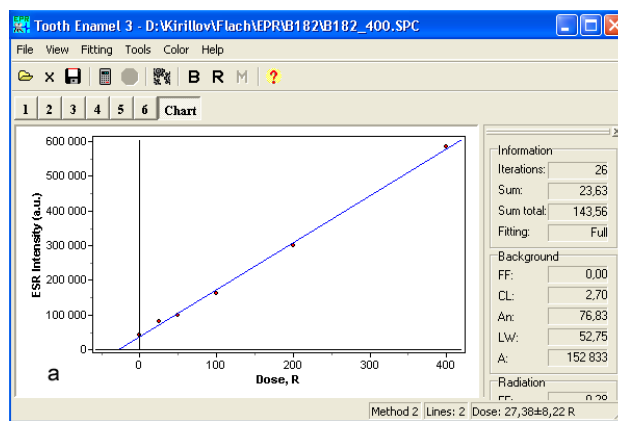 Tooth Enamel 3 - D:\Kirillov\Flach\EPR\B182\B182_400.SPC
File View Fitting Tools Color Help
B R M ?
1 2 3 4 5 6 Chart
600 000
500 000
400 000
300 000
200 000
100 000
0
ESR Intensity (a.u.)
0 100 200 300 400
Dose, R
a
Information
Iterations: 26
Sum: 23,63
Sum total: 143,56
Fitting: Full
Background
FF: 0,00
CL: 2,70
An: 76,83
LW: 52,75
A: 152 833
Radiation
Method 2 Lines: 2 Dose: 27,38±8,22 R